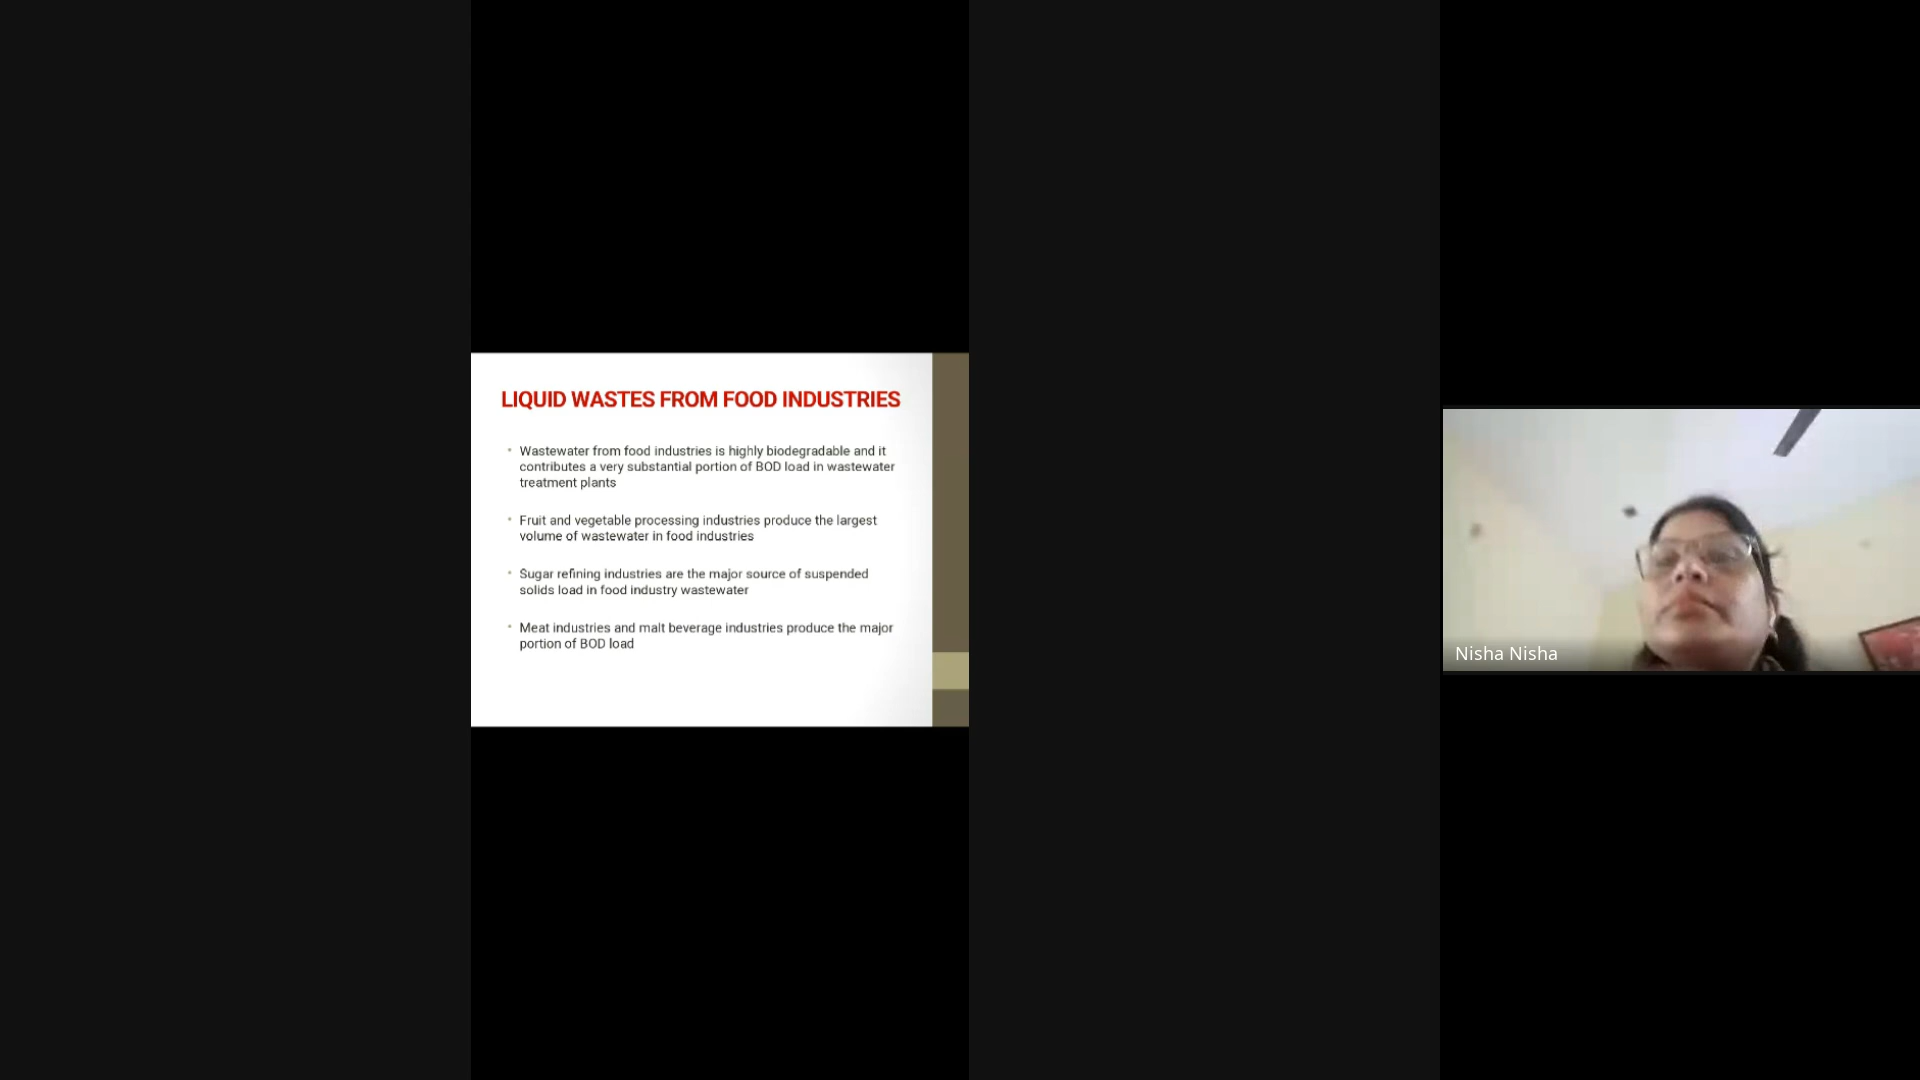 LIQUID WASTES FROM FOOD INDUSTRIES
• Wastewater from food industries is highly biodegradable and it
contributes a very substantial portion of BOD load in wastewater
treatment plants
• Fruit and vegetable processing industries produce the largest
volume of wastewater in food industries
• Sugar refining industries are the major source of suspended
solids load in food industry wastewater
• Meat industries and malt beverage industries produce the major
portion of BOD load
Nisha Nisha